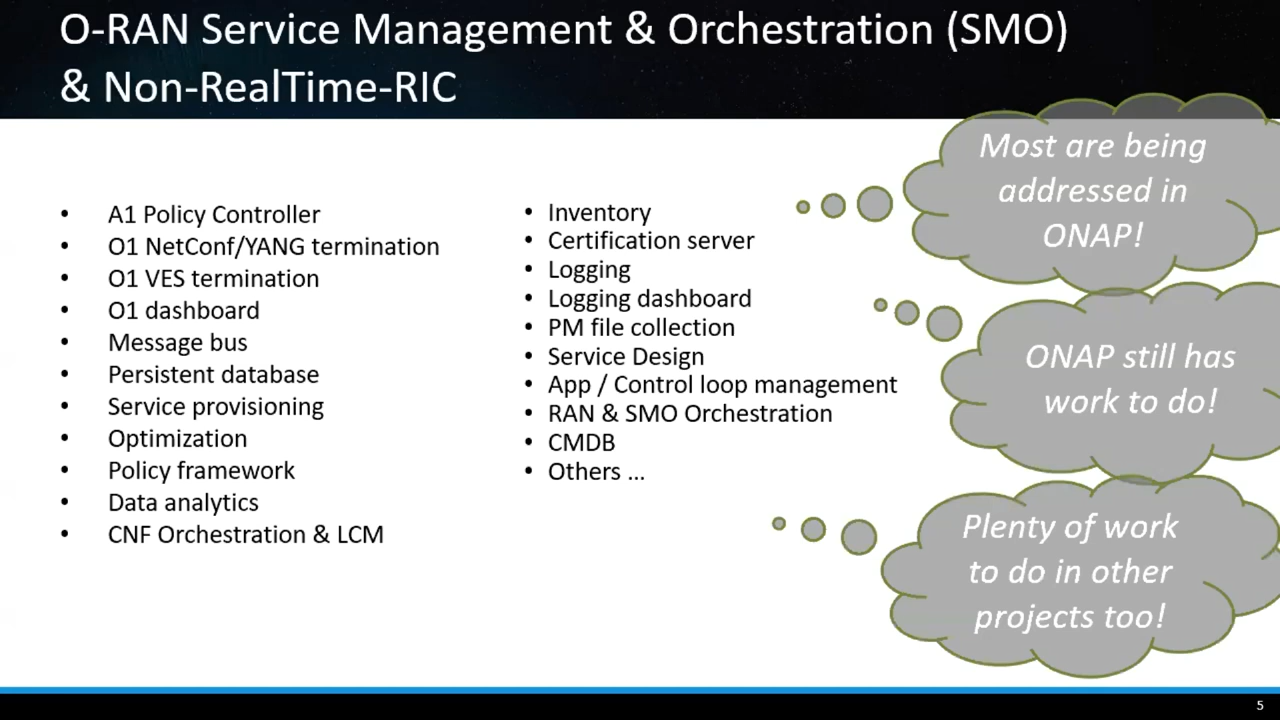 O-RAN Service Management & Orchestration (SMO)
& Non-RealTime-RIC
• A1 Policy Controller
• O1 NetConf/YANG termination
• O1 VES termination
• O1 dashboard
• Message bus
• Persistent database
• Service provisioning
• Optimization
• Policy framework
• Data analytics
• CNF Orchestration & LCM
• Inventory
• Certification server
• Logging
• Logging dashboard
• PM file collection
• Service Design
• App / Control loop management
• RAN & SMO Orchestration
• CMDB
• Others ...
Most are being
addressed in
ONAP!
ONAP still has
work to do!
Plenty of work
to do in other
projects too!
5